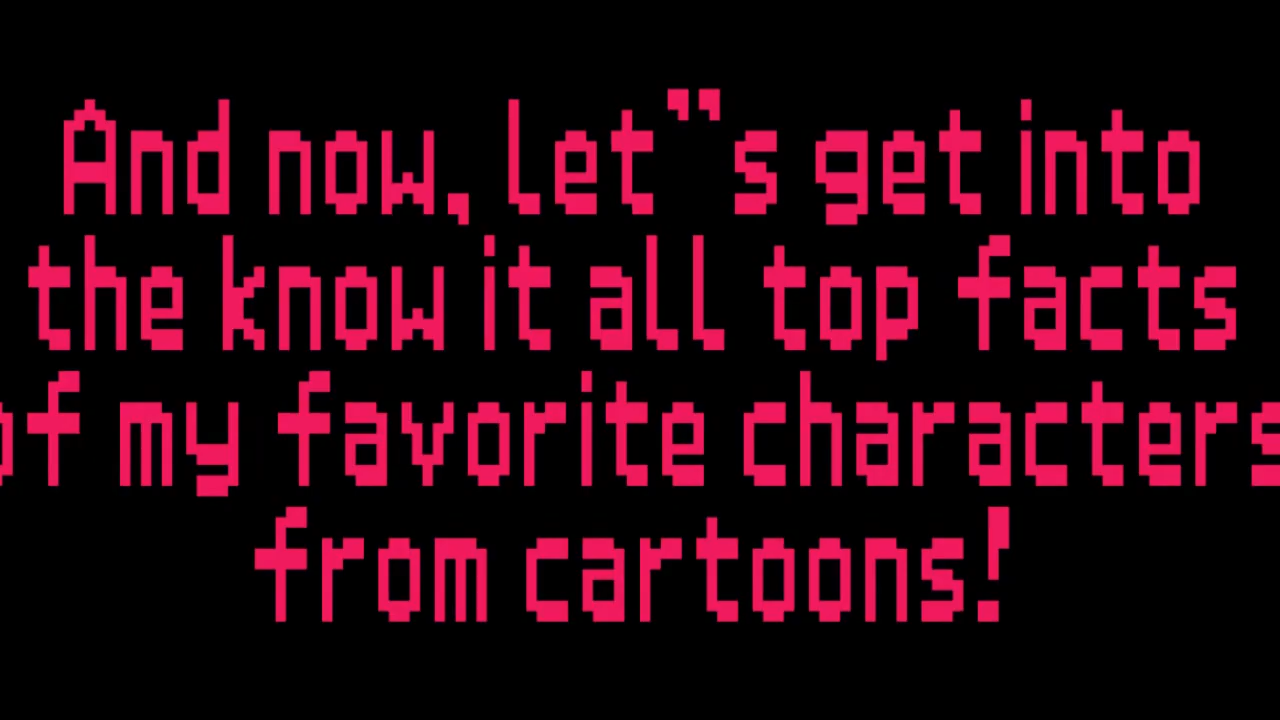 And now, let"s get into
the know it all top facts
of my favorite characters
from cartoons!